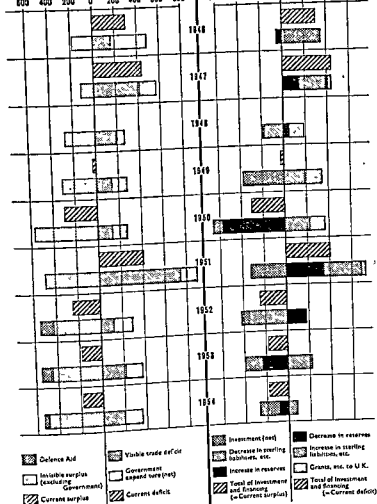 600 400 200 0 200 400 600
1946
1947
1948
1949
1950
1951
1952
1953
1954
Defence Aid
Invisible surplus
(excluding
Government)
Current surplus
Visible trade deficit
Government
expenditure (net)
Current deficit
Investment (net)
Decrease in sterling
liabilities, etc.
Increase in reserves
Total of Investment
and financing
(=Current surplus)
Decrease in reserves
Increase in sterling
liabilities, etc.
Grants, etc. to U.K.
Total of Investment
and financing
(=Current deficit)